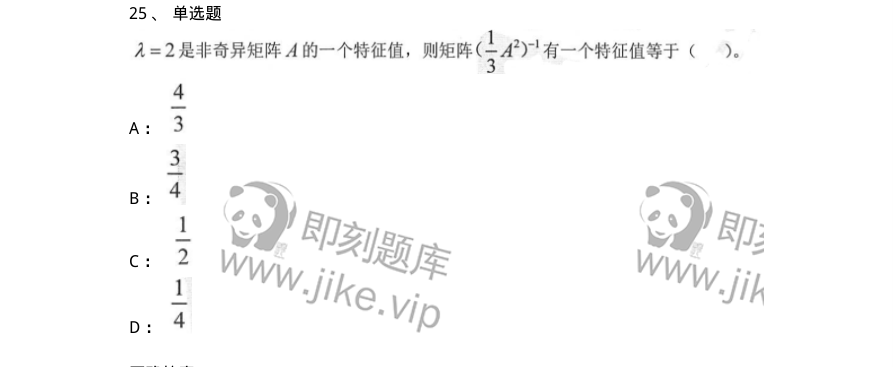 25 、 单选题
λ = 2 是非奇异矩阵 A 的一个特征值，则矩阵 (1/3 A²)⁻¹ 有一个特征值等于（ ）。
A： 4/3
B： 3/4
C： 1/2
D： 1/4
即刻题库
www.jike.vip
即刻
www.jik